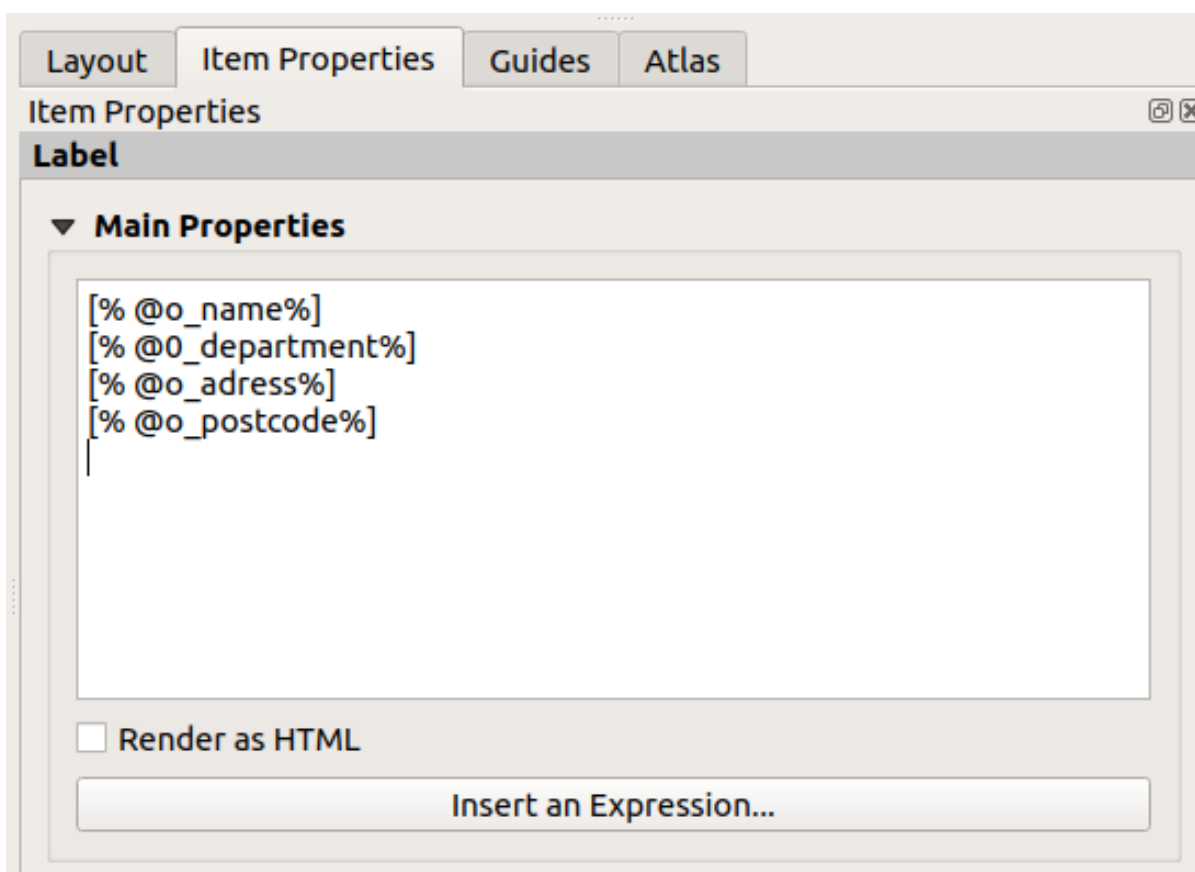 Layout Item Properties Guides Atlas
Item Properties
Label
Main Properties
[% @o_name%]
[% @0_department%]
[% @o_adress%]
[% @o_postcode%]
Render as HTML
Insert an Expression...